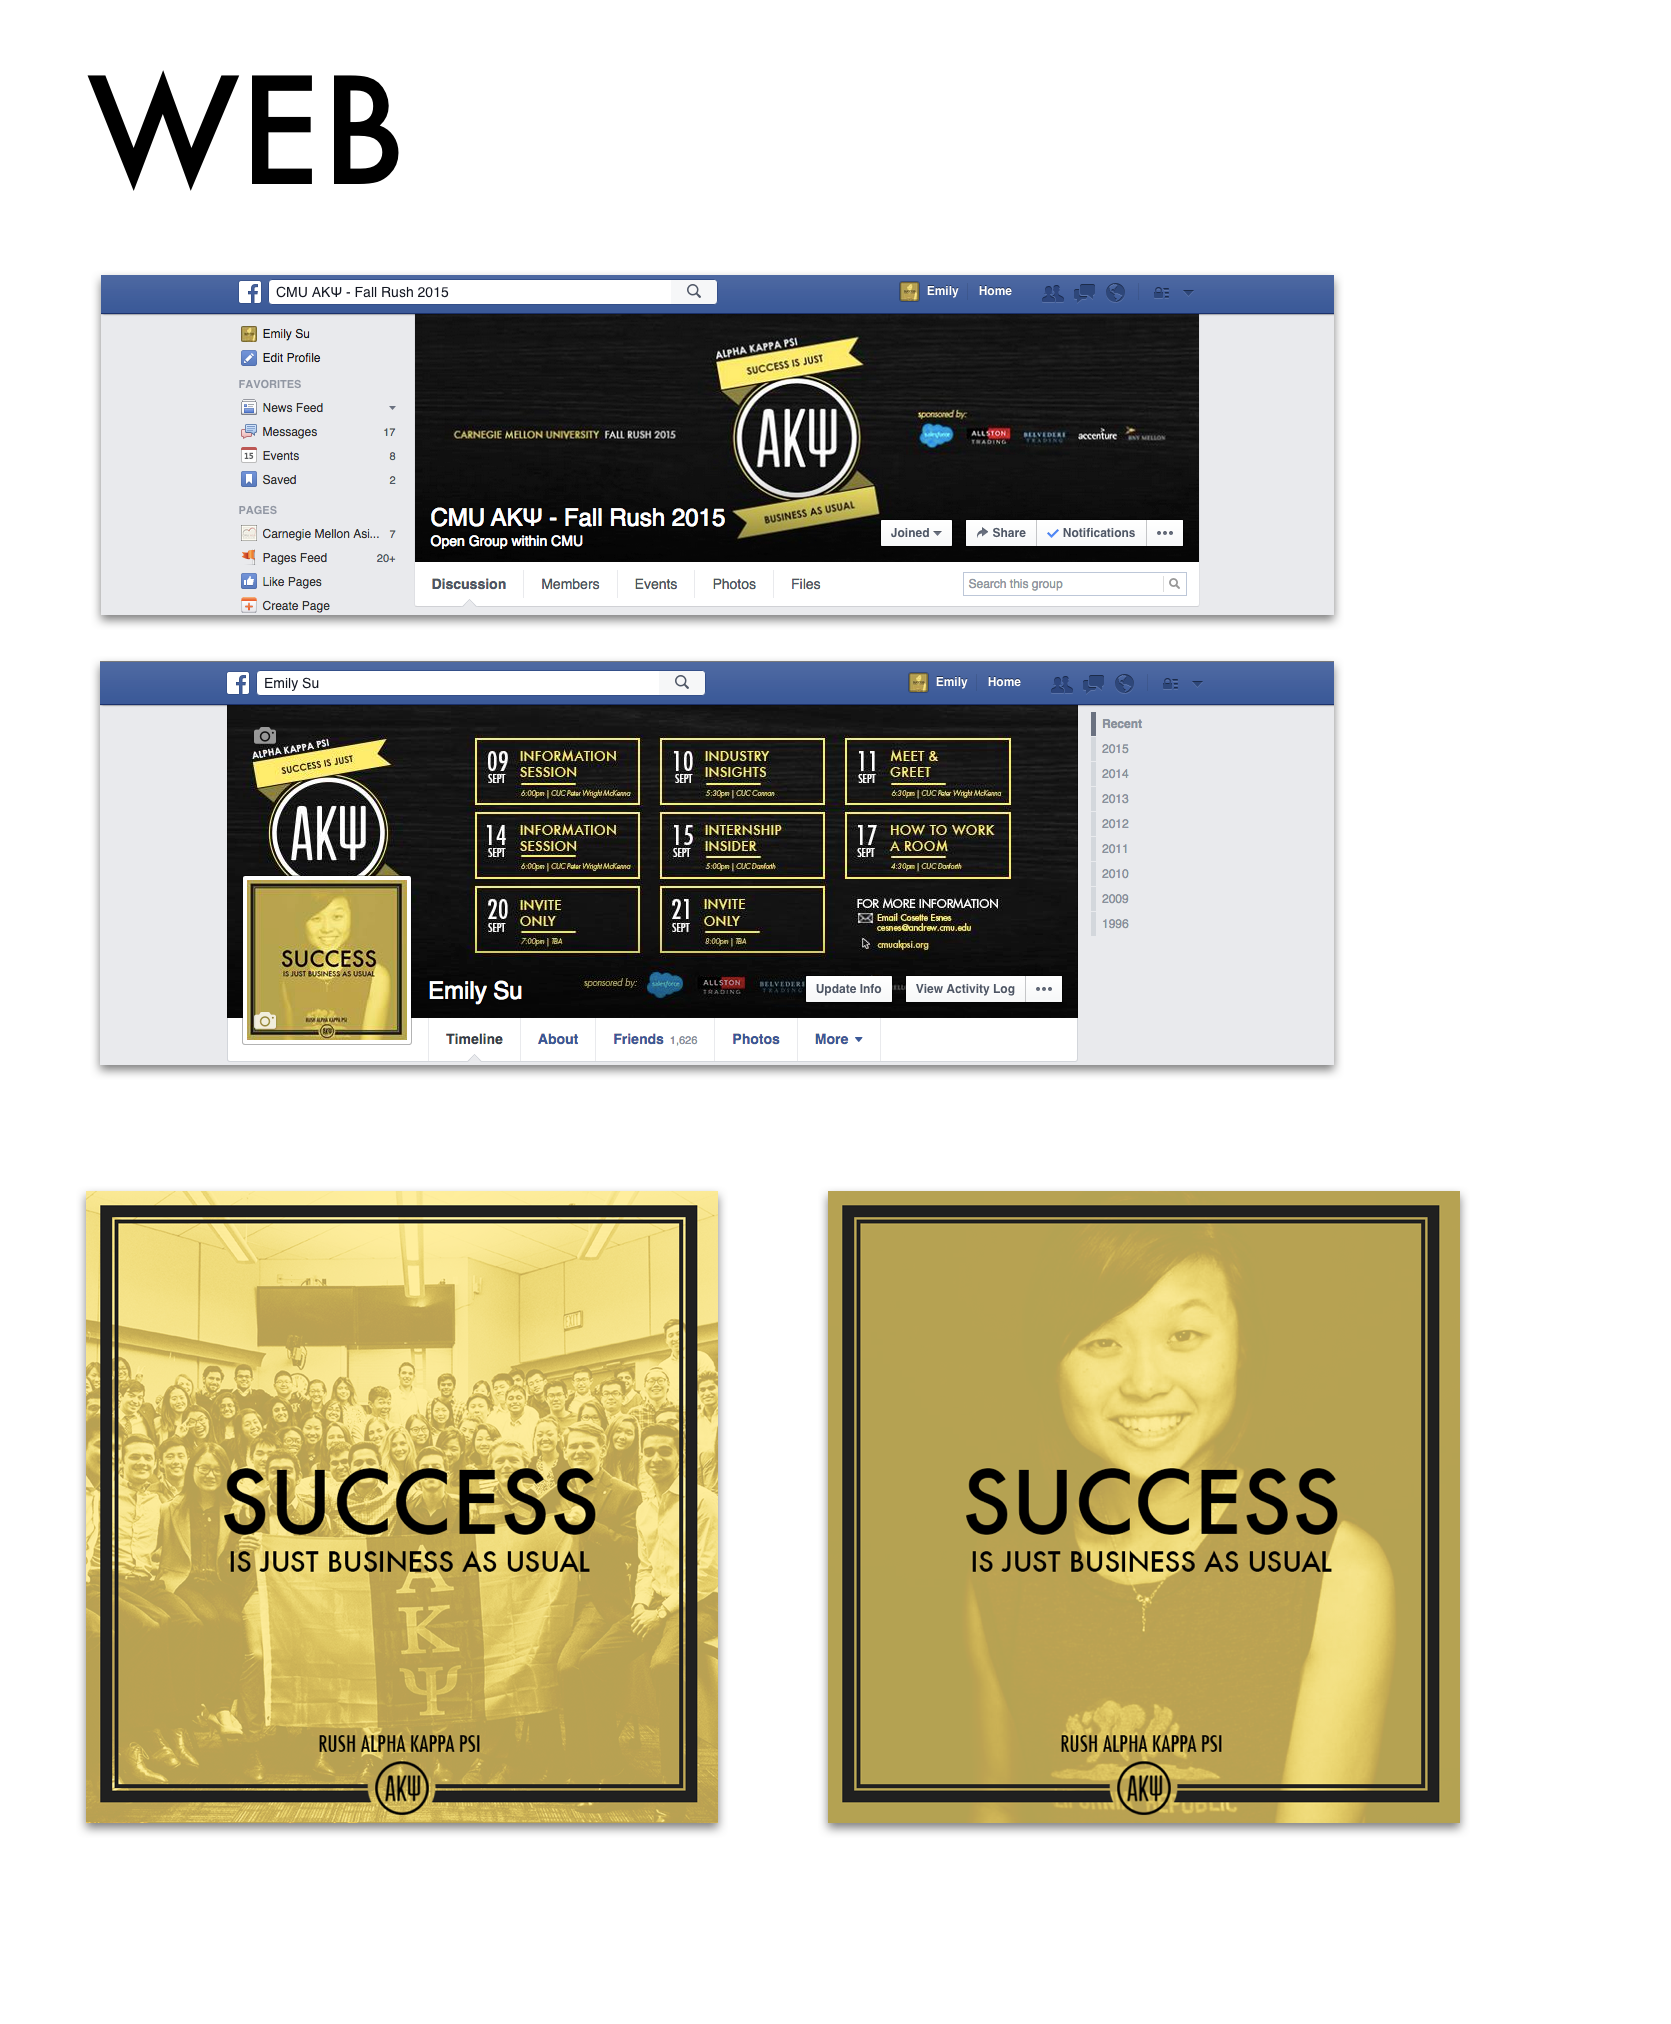 WEB
CMU AKΨ - Fall Rush 2015
Emily
Home
Emily Su
Edit Profile
FAVORITES
News Feed
Messages 17
15 Events 8
Saved 2
PAGES
Carnegie Mellon Asi... 7
Pages Feed 20+
Like Pages
Create Page
ALPHA KAPPA PSI
SUCCESS IS JUST
AKΨ
BUSINESS AS USUAL
CARNEGIE MELLON UNIVERSITY FALL RUSH 2015
sponsored by:
salesforce
ALLSTON TRADING
BELVEDERE TRADING
accenture
BNY MELLON
CMU AKΨ - Fall Rush 2015
Open Group within CMU
Joined
Share
Notifications
Discussion
Members
Events
Photos
Files
Search this group
Emily Su
Emily
Home
ALPHA KAPPA PSI
SUCCESS IS JUST
AKΨ
09 SEPT
INFORMATION
SESSION
6:00pm | CUC Peter Wright McKenna
10 SEPT
INDUSTRY
INSIGHTS
5:30pm | CUC Connan
11 SEPT
MEET &
GREET
6:30pm | CUC Peter Wright McKenna
14 SEPT
INFORMATION
SESSION
6:00pm | CUC Peter Wright McKenna
15 SEPT
INTERNSHIP
INSIDER
5:00pm | CUC Danforth
17 SEPT
HOW TO WORK
A ROOM
4:30pm | CUC Danforth
20 SEPT
INVITE
ONLY
7:00pm | TBA
21 SEPT
INVITE
ONLY
8:00pm | TBA
FOR MORE INFORMATION
Email Cosette Esnes
cesnes@andrew.cmu.edu
cmuakpsi.org
SUCCESS
IS JUST BUSINESS AS USUAL
RUSH ALPHA KAPPA PSI
AKΨ
Emily Su
sponsored by:
salesforce
ALLSTON TRADING
BELVEDERE TRADING
Update Info
View Activity Log
Timeline
About
Friends 1,626
Photos
More
Recent
2015
2014
2013
2012
2011
2010
2009
1996
SUCCESS
IS JUST BUSINESS AS USUAL
A
K
Ψ
RUSH ALPHA KAPPA PSI
AKΨ
SUCCESS
IS JUST BUSINESS AS USUAL
RUSH ALPHA KAPPA PSI
AKΨ
REPUBLIC